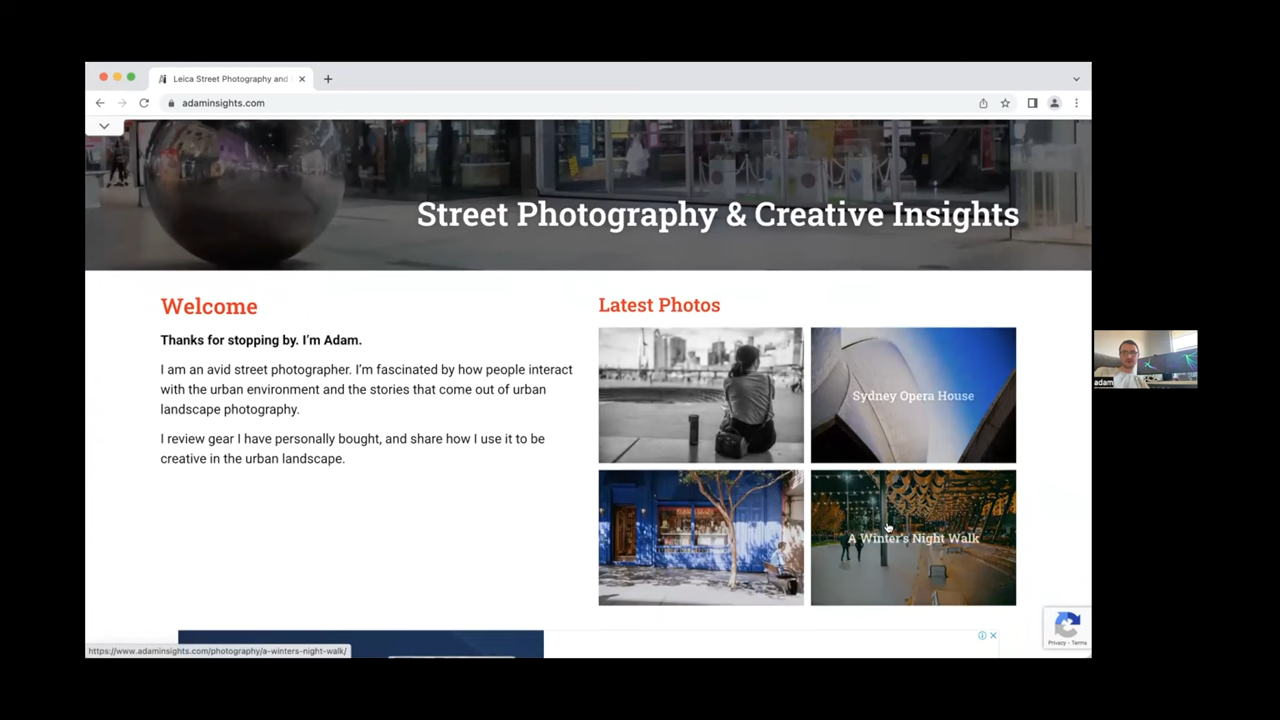 Leica Street Photography and
adaminsights.com
Street Photography & Creative Insights
Welcome
Latest Photos
Thanks for stopping by. I'm Adam.
I am an avid street photographer. I'm fascinated by how people interact
with the urban environment and the stories that come out of urban
landscape photography.
I review gear I have personally bought, and share how I use it to be
creative in the urban landscape.
Sydney Opera House
A Winter's Night Walk
adam
Privacy - Terms
https://www.adaminsights.com/photography/a-winters-night-walk/